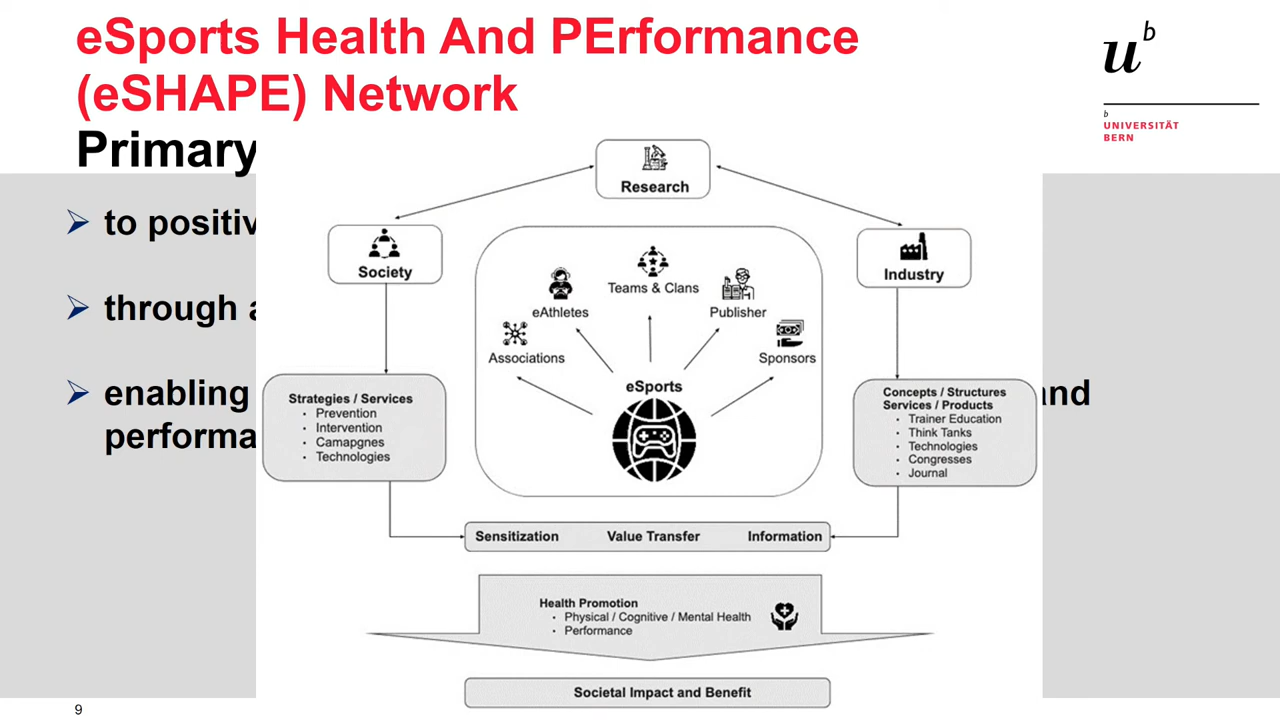 eSports Health And PErformance
(eSHAPE) Network
Primary
u b
b
UNIVERSITÄT
BERN
to positiv
through a
enabling and
performa
Research
Society
Industry
Teams & Clans
eAthletes
Publisher
Associations
Sponsors
eSports
Strategies / Services
• Prevention
• Intervention
• Camapgnes
• Technologies
Concepts / Structures
Services / Products
• Trainer Education
• Think Tanks
• Technologies
• Congresses
• Journal
Sensitization Value Transfer Information
Health Promotion
• Physical / Cognitive / Mental Health
• Performance
Societal Impact and Benefit
9